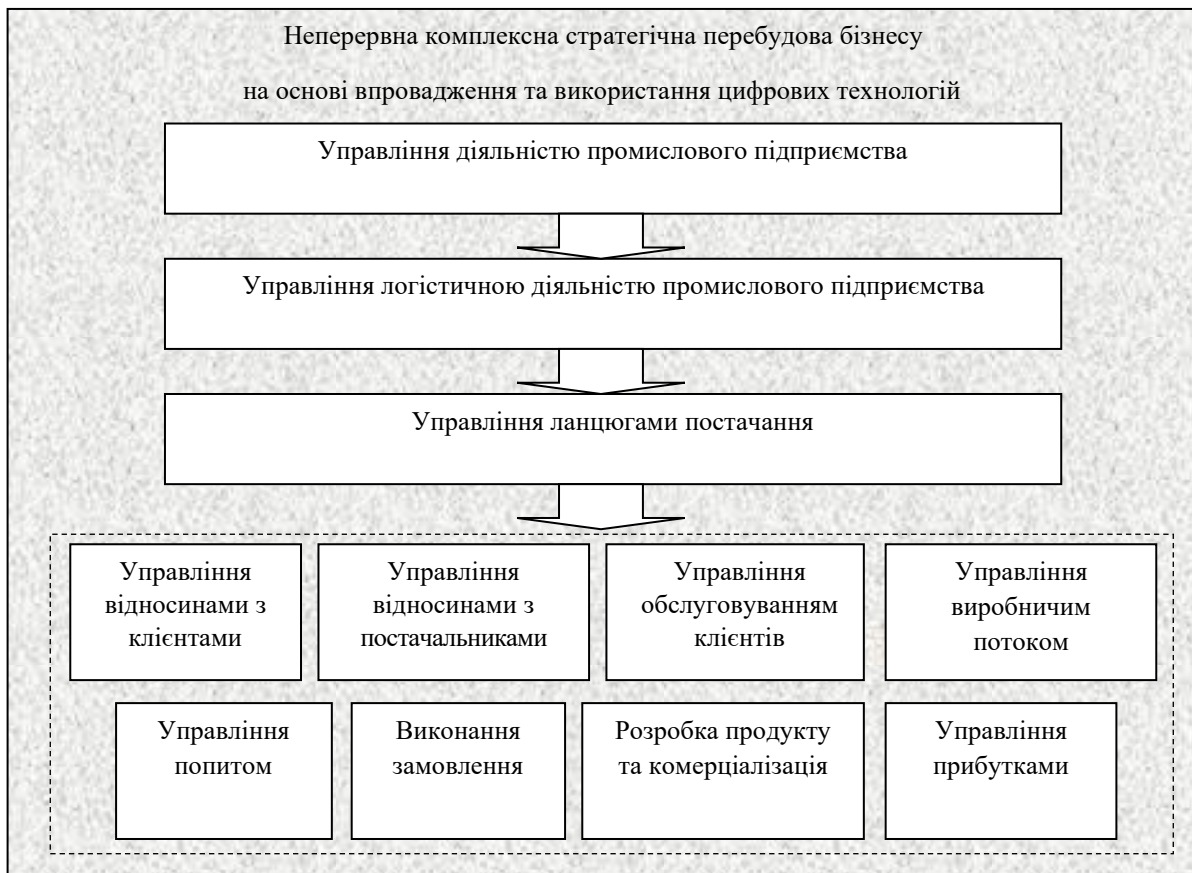 Неперервна комплексна стратегічна перебудова бізнесу
на основі впровадження та використання цифрових технологій
Управління діяльністю промислового підприємства
Управління логістичною діяльністю промислового підприємства
Управління ланцюгами постачання
Управління
відносинами з
клієнтами
Управління
відносинами з
постачальниками
Управління
обслуговуванням
клієнтів
Управління
виробничим
потоком
Управління
попитом
Виконання
замовлення
Розробка продукту
та комерціалізація
Управління
прибутками